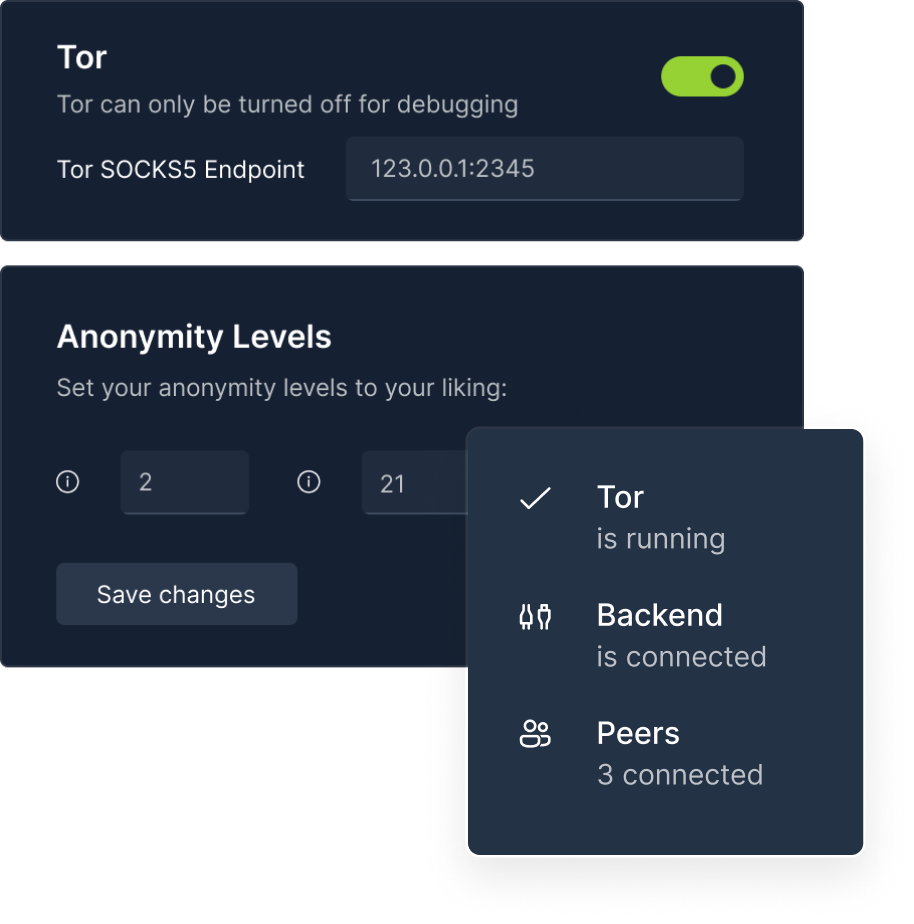 Tor
Tor can only be turned off for debugging
Tor SOCKS5 Endpoint 123.0.0.1:2345
Anonymity Levels
Set your anonymity levels to your liking:
2 21
Save changes
Tor
is running
Backend
is connected
Peers
3 connected